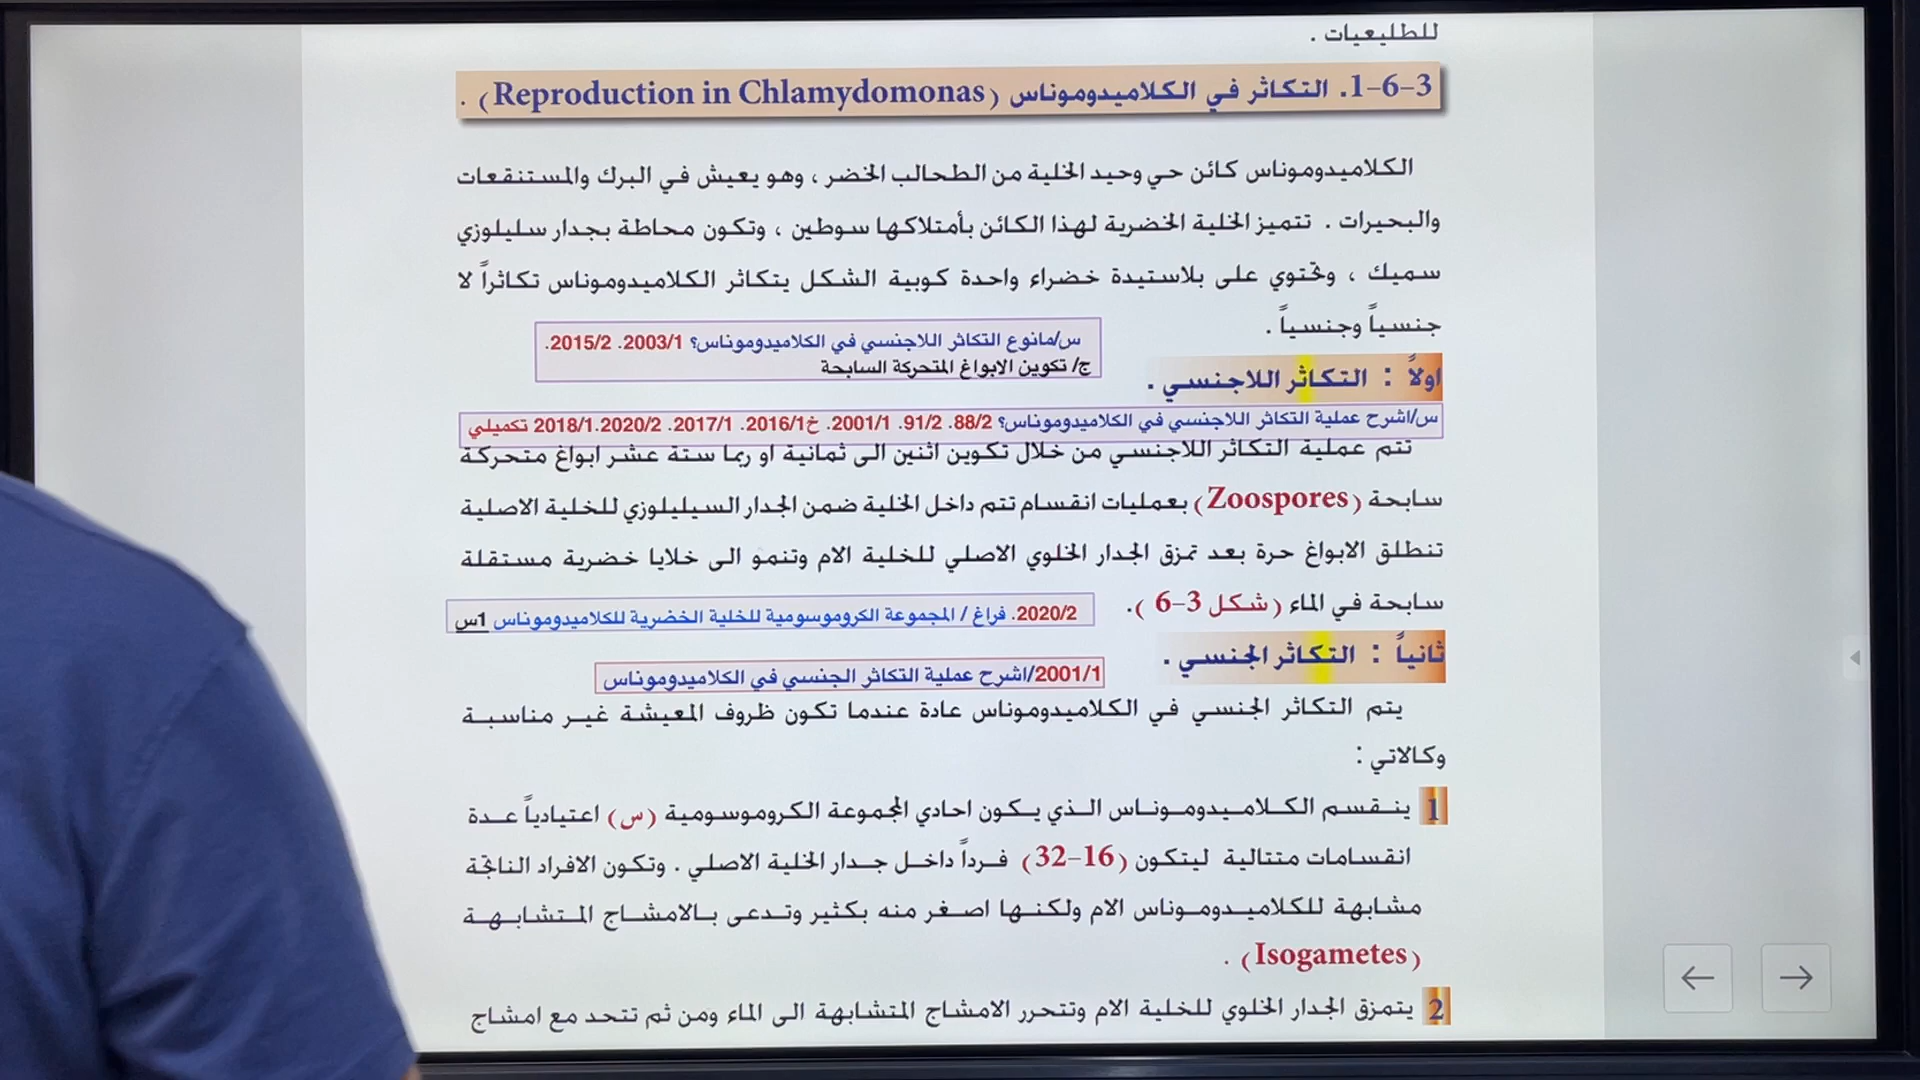 للطليعيات .
3-6-1. التكاثر في الكلاميدوموناس (Reproduction in Chlamydomonas) .
الكلاميدوموناس كائن حي وحيد الخلية من الطحالب الخضر ، وهو يعيش في البرك والمستنقعات
والبحيرات . تتميز الخلية الخضرية لهذا الكائن بأمتلاكها سوطين ، وتكون محاطة بجدار سليلوزي
سميك ، وتحتوي على بلاستيدة خضراء واحدة كوبية الشكل يتكاثر الكلاميدوموناس تكاثراً لا
جنسياً وجنسياً .
س/مانوع التكاثر اللاجنسي في الكلاميدوموناس؟ 2003/1. 2015/2.
ج/ تكوين الابواغ المتحركة السابحة
اولاً : التكاثر اللاجنسي .
س/اشرح عملية التكاثر اللاجنسي في الكلاميدوموناس؟ 88/2. 91/2. 2001/1. خ2016/1. 2017/1. 2020/2.2018/1 تكميلي
تتم عملية التكاثر اللاجنسي من خلال تكوين اثنين الى ثمانية او ربما ستة عشر ابواغ متحركة
سابحة (Zoospores) بعمليات انقسام تتم داخل الخلية ضمن الجدار السيليلوزي للخلية الاصلية
تنطلق الابواغ حرة بعد تمزق الجدار الخلوي الاصلي للخلية الام وتنمو الى خلايا خضرية مستقلة
سابحة في الماء (شكل 3-6 ).
2020/2. فراغ / المجموعة الكروموسومية للخلية الخضرية للكلاميدوموناس 1س
ثانياً : التكاثر الجنسي .
2001/1/اشرح عملية التكاثر الجنسي في الكلاميدوموناس
يتم التكاثر الجنسي في الكلاميدوموناس عادة عندما تكون ظروف المعيشة غير مناسبة
وكالاتي :
1 ينقسم الكلاميدوموناس الذي يكون احادي المجموعة الكروموسومية (س) اعتيادياً عدة
انقسامات متتالية ليتكون (16-32) فرداً داخل جدار الخلية الاصلي . وتكون الافراد الناتجة
مشابهة للكلاميدوموناس الام ولكنها اصغر منه بكثير وتدعى بالامشاج المتشابهة
(Isogametes) .
2 يتمزق الجدار الخلوي للخلية الام وتتحرر الامشاج المتشابهة الى الماء ومن ثم تتحد مع امشاج